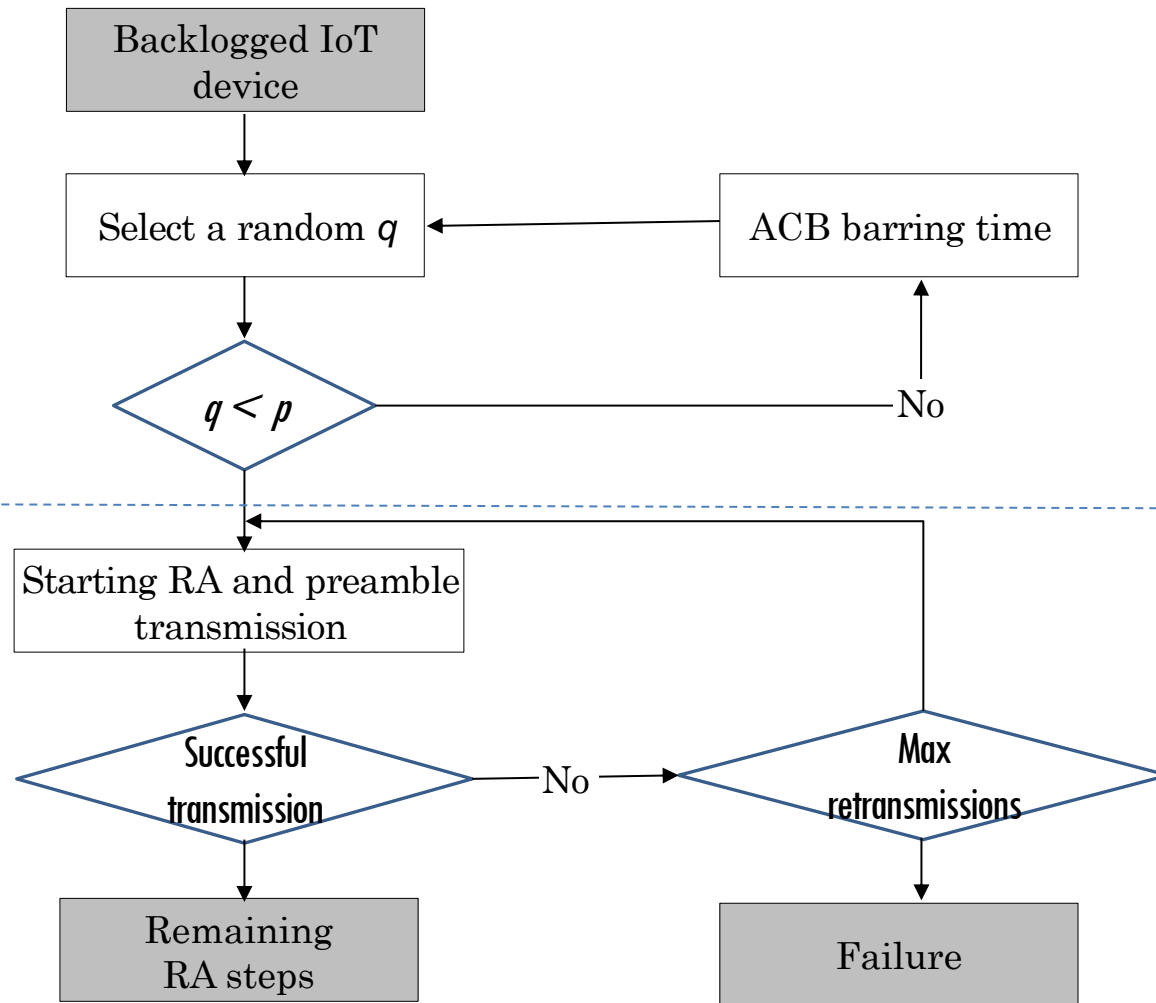 Backlogged IoT
device
Select a random q
ACB barring time
q < p
No
Starting RA and preamble
transmission
Successful
transmission
No
Max
retransmissions
Remaining
RA steps
Failure